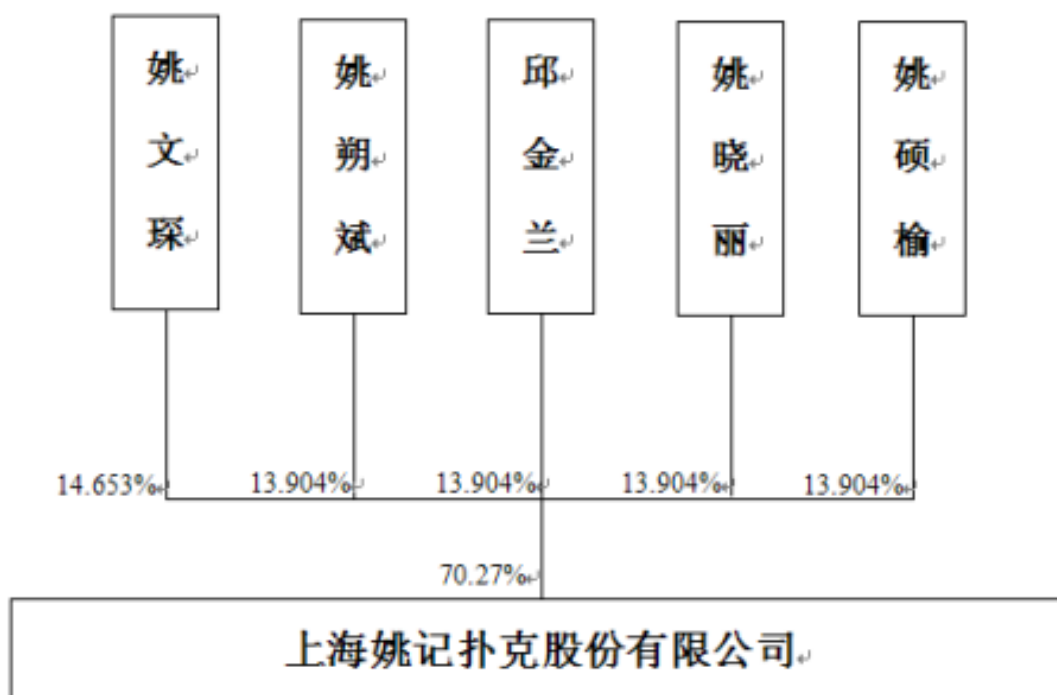 姚文琛
姚朔斌
邱金兰
姚晓丽
姚硕榆
14.653%
13.904%
13.904%
13.904%
13.904%
70.27%
上海姚记扑克股份有限公司